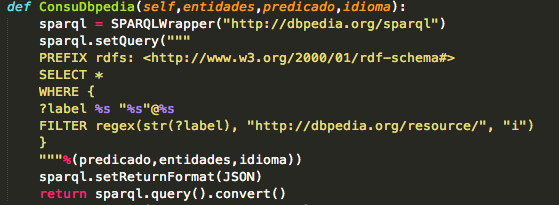 def ConsuDbpedia(self,entidades,predicado,idioma):
sparql = SPARQLWrapper("http://dbpedia.org/sparql")
sparql.setQuery("""
PREFIX rdfs: <http://www.w3.org/2000/01/rdf-schema#>
SELECT *
WHERE {
?label %s "%s"@%s
FILTER regex(str(?label), "http://dbpedia.org/resource/", "i")
}
"""%(predicado,entidades,idioma))
sparql.setReturnFormat(JSON)
return sparql.query().convert()